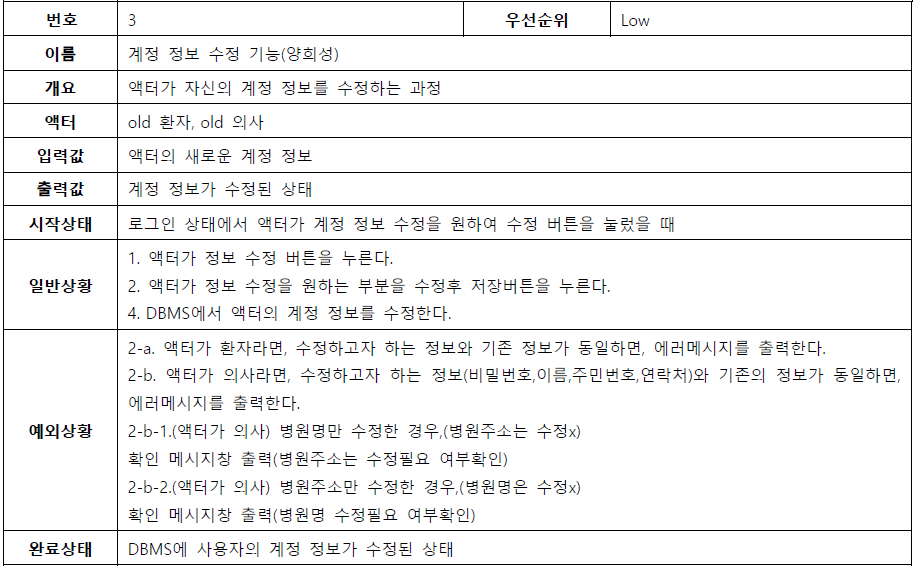 번호 3 우선순위 Low
이름 계정 정보 수정 기능(양희성)
개요 액터가 자신의 계정 정보를 수정하는 과정
액터 old 환자, old 의사
입력값 액터의 새로운 계정 정보
출력값 계정 정보가 수정된 상태
시작상태 로그인 상태에서 액터가 계정 정보 수정을 원하여 수정 버튼을 눌렀을 때
일반상황
1. 액터가 정보 수정 버튼을 누른다.
2. 액터가 정보 수정을 원하는 부분을 수정후 저장버튼을 누른다.
4. DBMS에서 액터의 계정 정보를 수정한다.
예외상황
2-a. 액터가 환자라면, 수정하고자 하는 정보와 기존 정보가 동일하면, 에러메시지를 출력한다.
2-b. 액터가 의사라면, 수정하고자 하는 정보(비밀번호,이름,주민번호,연락처)와 기존의 정보가 동일하면,
에러메시지를 출력한다.
2-b-1.(액터가 의사) 병원명만 수정한 경우,(병원주소는 수정x)
확인 메시지창 출력(병원주소는 수정필요 여부확인)
2-b-2.(액터가 의사) 병원주소만 수정한 경우,(병원명은 수정x)
확인 메시지창 출력(병원명 수정필요 여부확인)
완료상태 DBMS에 사용자의 계정 정보가 수정된 상태